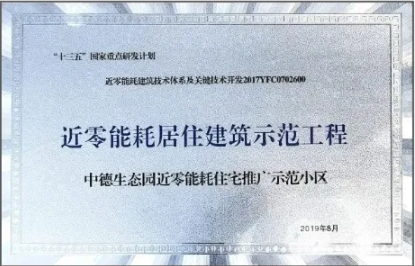 “十三五”国家重点研发计划
近零能耗建筑技术体系及关键技术开发2017YFC0702600
近零能耗居住建筑示范工程
中德生态园近零能耗住宅推广示范小区
2019年8月